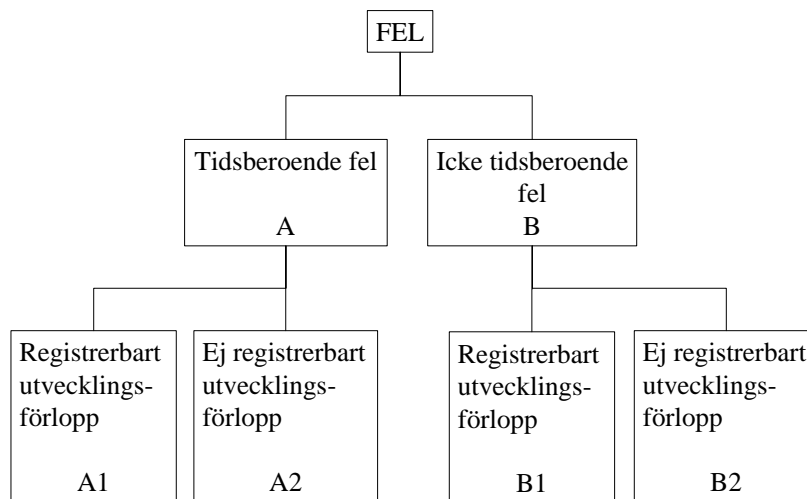 FEL
Tidsberoende fel
A
Icke tidsberoende
fel
B
Registrerbart
utvecklings-
förlopp
A1
Ej registrerbart
utvecklings-
förlopp
A2
Registrerbart
utvecklings-
förlopp
B1
Ej registrerbart
utvecklings-
förlopp
B2